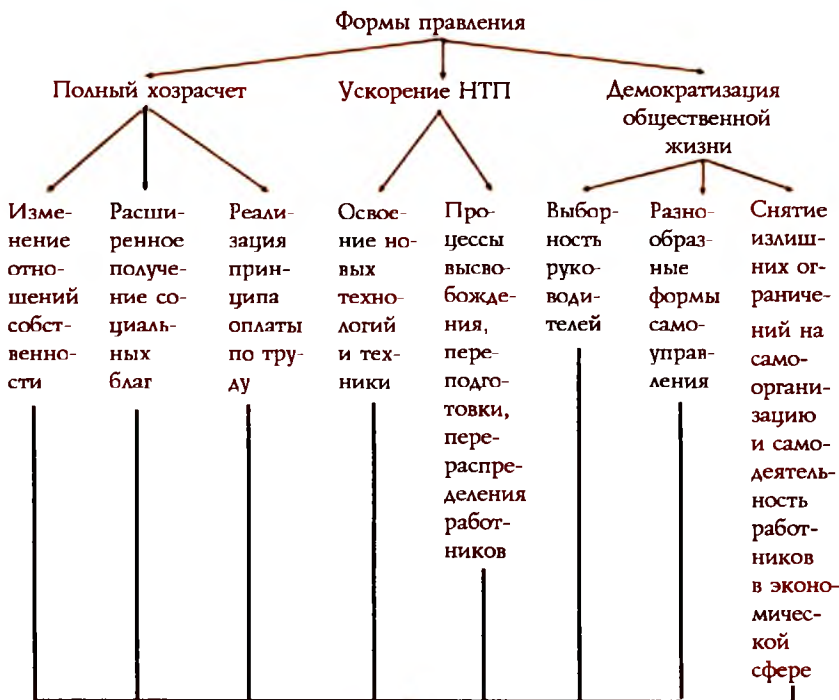 Формы правления
Полный хозрасчет
Ускорение НТП
Демократизация
общественной
жизни
Изме-
нение
отно-
шений
собст-
венно-
сти
Расши-
ренное
получе-
ние со-
циаль-
ных
благ
Реали-
зация
прин-
ципа
оплаты
по тру-
ду
Освое-
ние но-
вых
техно-
логий
и тех-
ники
Про-
цессы
высво-
божде-
ния,
пере-
подго-
товки,
пере-
распре-
деления
работ-
ников
Выбор-
ность
руко-
води-
телей
Разно-
образ-
ные
формы
само-
управ-
ления
Снятие
излиш-
них ог-
раниче-
ний на
само-
органи-
зацию
и само-
деятель-
ность
работ-
ников
в эконо-
мичес-
кой
сфере